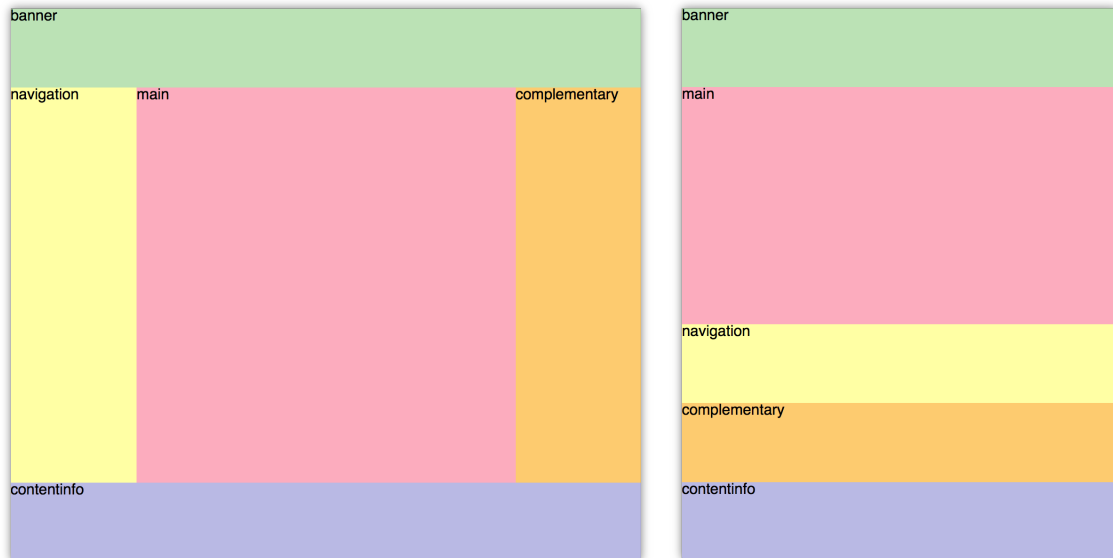 banner
navigation
main
complementary
contentinfo
banner
main
navigation
complementary
contentinfo